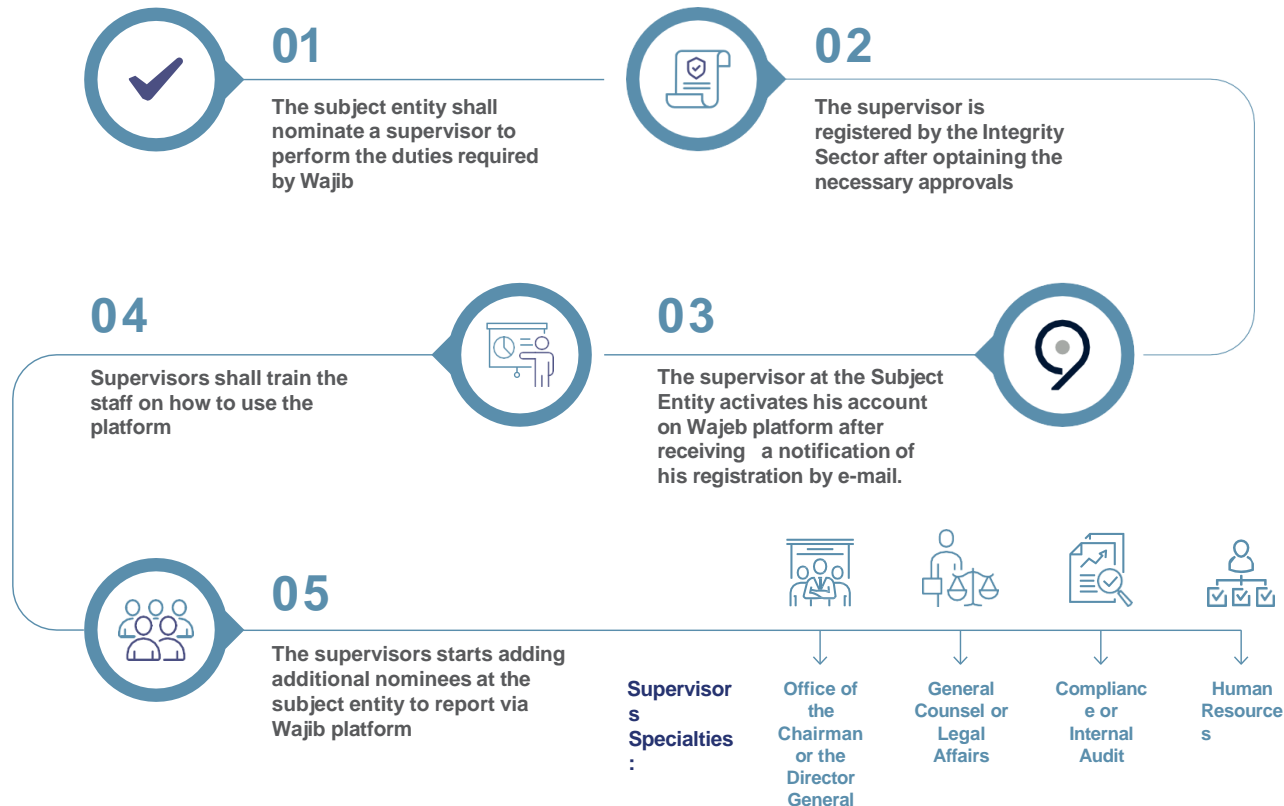 01
The subject entity shall
nominate a supervisor to
perform the duties required
by Wajib
02
The supervisor is
registered by the Integrity
Sector after optaining the
necessary approvals
03
The supervisor at the Subject
Entity activates his account
on Wajeb platform after
receiving a notification of
his registration by e-mail.
04
Supervisors shall train the
staff on how to use the
platform
05
The supervisors starts adding
additional nominees at the
subject entity to report via
Wajib platform
Supervisor
s
Specialties
:
Office of
the
Chairman
or the
Director
General
General
Counsel or
Legal
Affairs
Complianc
e or
Internal
Audit
Human
Resource
s